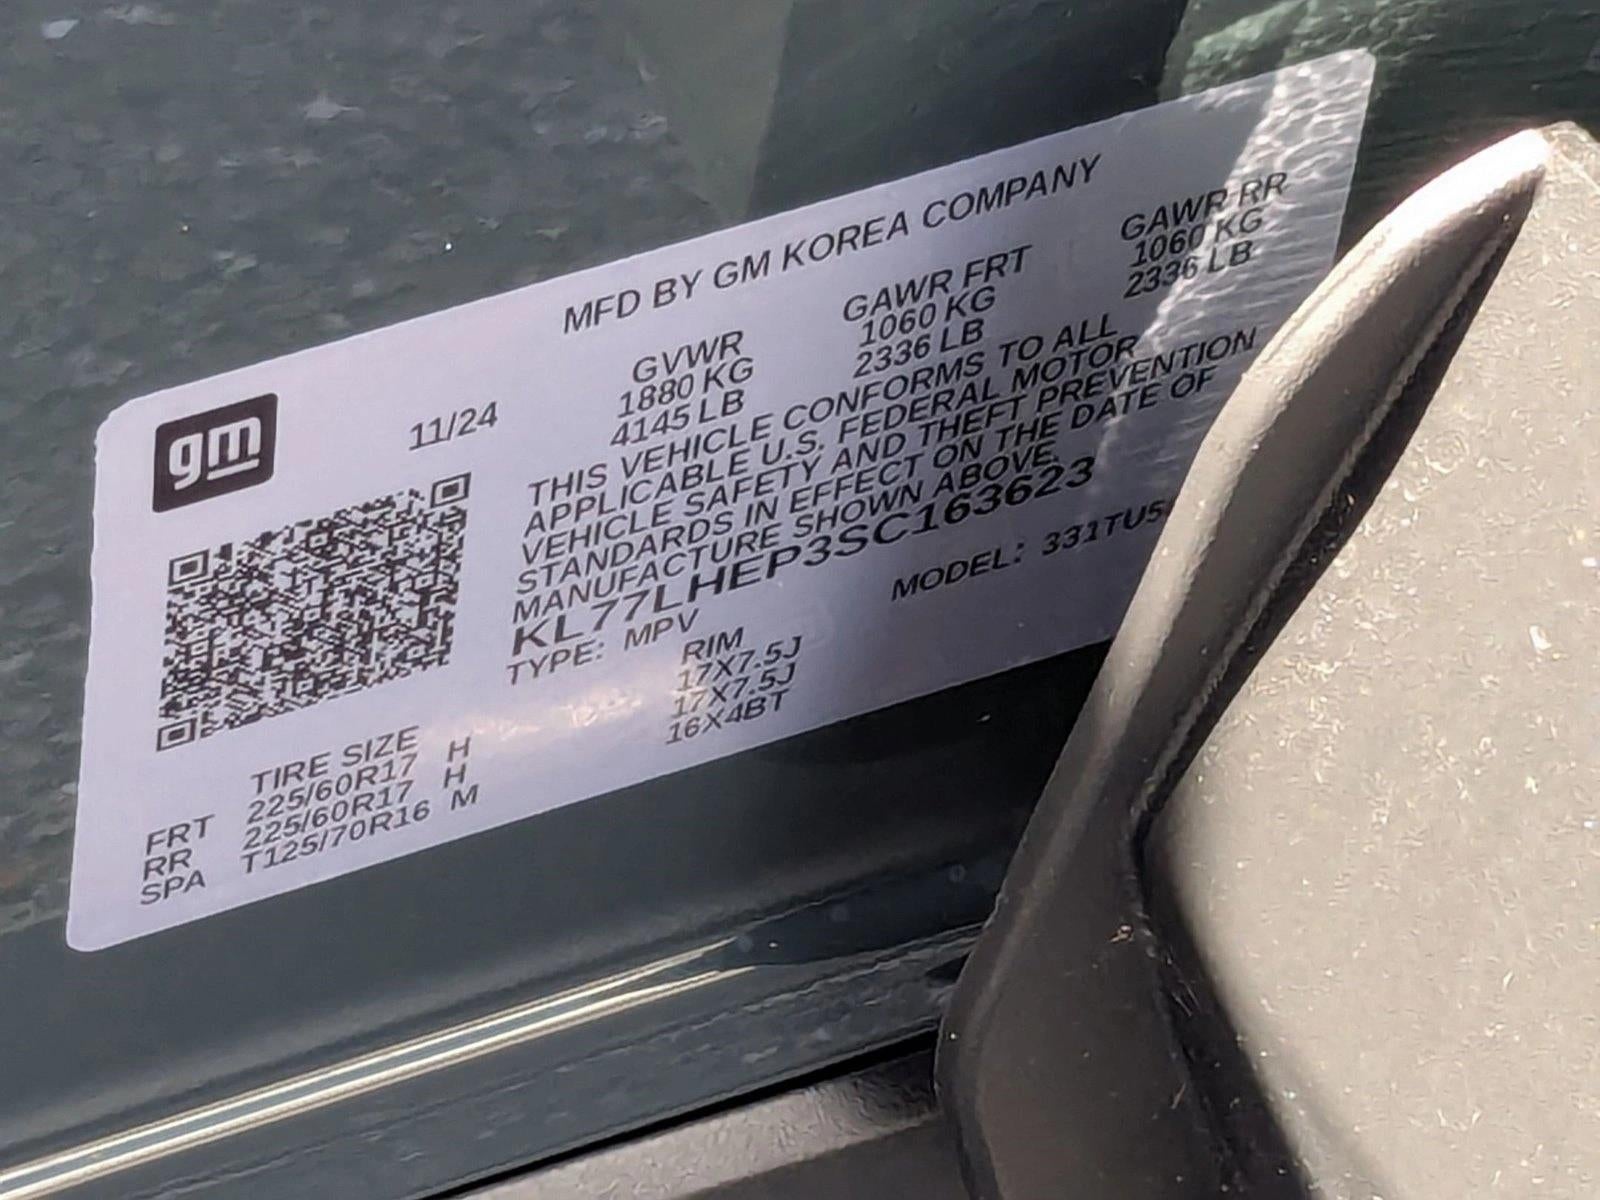 gm
MFD BY GM KOREA COMPANY
11/24
GVWR GAWR FRT GAWR RR
1880 KG 1060 KG 1060 KG
4145 LB 2336 LB 2336 LB
THIS VEHICLE CONFORMS TO ALL
APPLICABLE U.S. FEDERAL MOTOR
VEHICLE SAFETY AND THEFT PREVENTION
STANDARDS IN EFFECT ON THE DATE OF
MANUFACTURE SHOWN ABOVE.
KL77LHEP3SC163623
TYPE: MPV MODEL: 331TU5
TIRE SIZE RIM
FRT 225/60R17 H 17X7.5J
RR 225/60R17 H 17X7.5J
SPA T125/70R16 M 16X4BT